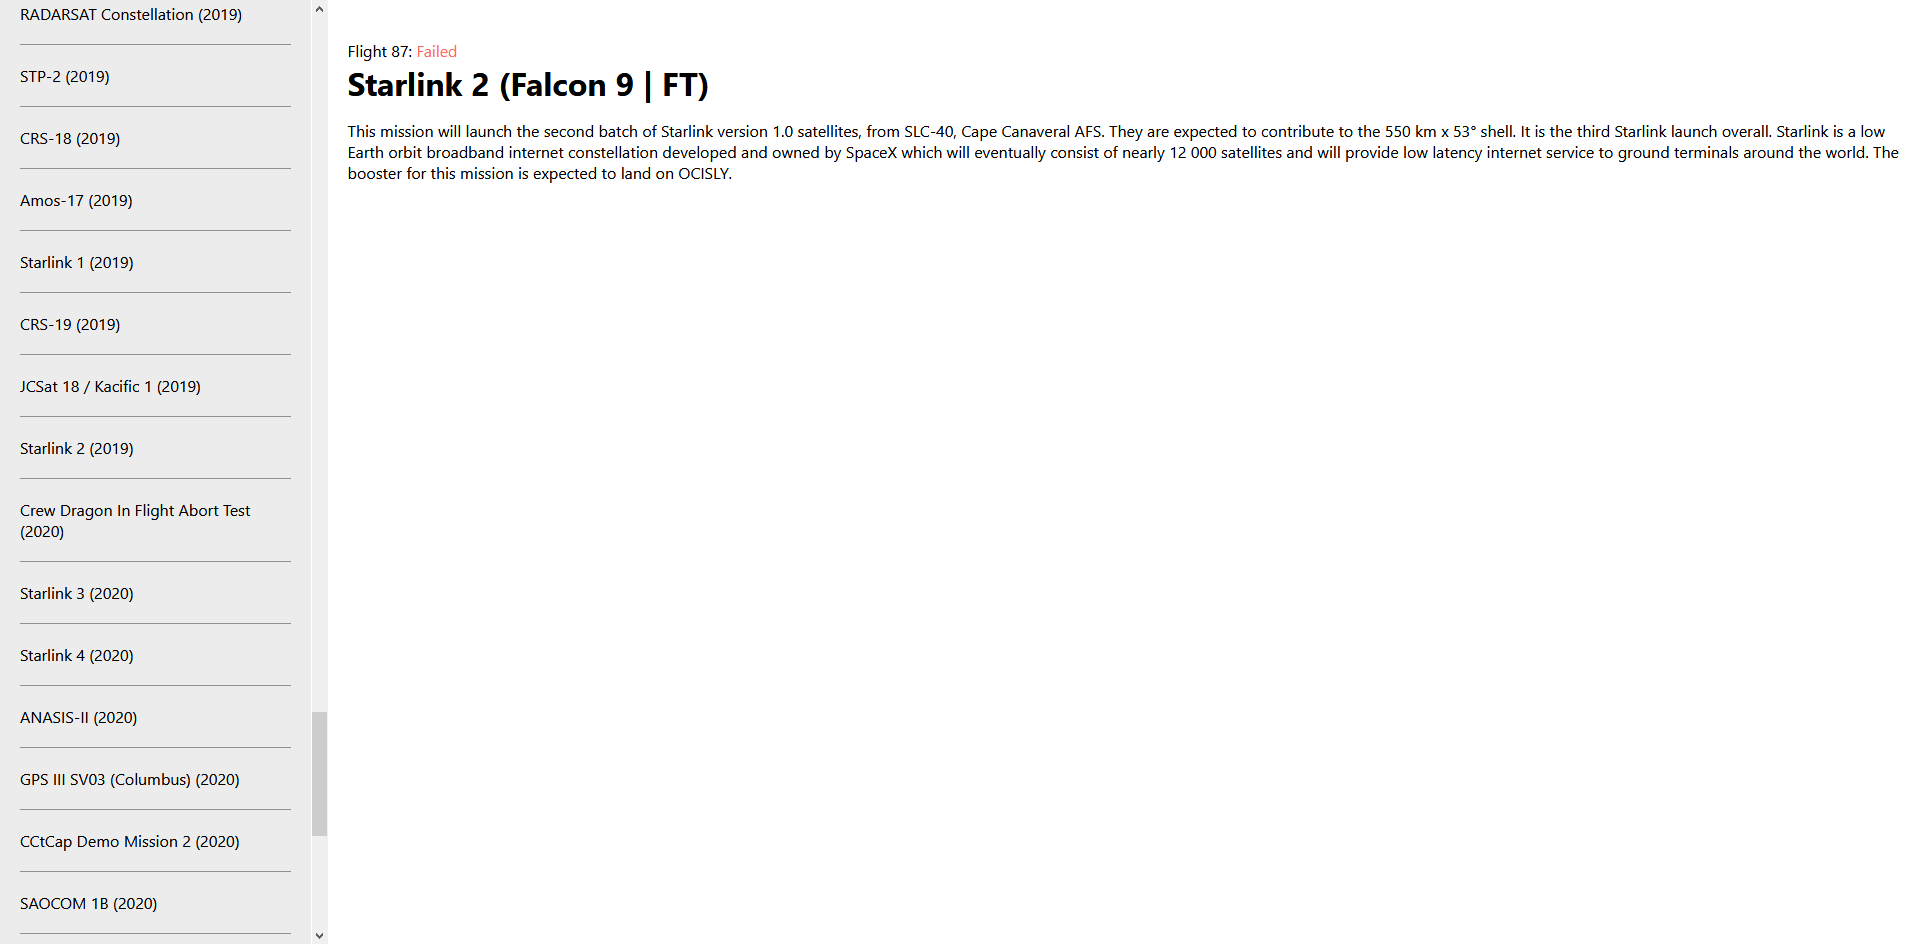 RADARSAT Constellation (2019)
STP-2 (2019)
CRS-18 (2019)
Amos-17 (2019)
Starlink 1 (2019)
CRS-19 (2019)
JCSat 18 / Kacific 1 (2019)
Starlink 2 (2019)
Crew Dragon In Flight Abort Test
(2020)
Starlink 3 (2020)
Starlink 4 (2020)
ANASIS-II (2020)
GPS III SV03 (Columbus) (2020)
CCtCap Demo Mission 2 (2020)
SAOCOM 1B (2020)
Flight 87: Failed
Starlink 2 (Falcon 9 | FT)
This mission will launch the second batch of Starlink version 1.0 satellites, from SLC-40, Cape Canaveral AFS. They are expected to contribute to the 550 km x 53° shell. It is the third Starlink launch overall. Starlink is a low
Earth orbit broadband internet constellation developed and owned by SpaceX which will eventually consist of nearly 12 000 satellites and will provide low latency internet service to ground terminals around the world. The
booster for this mission is expected to land on OCISLY.